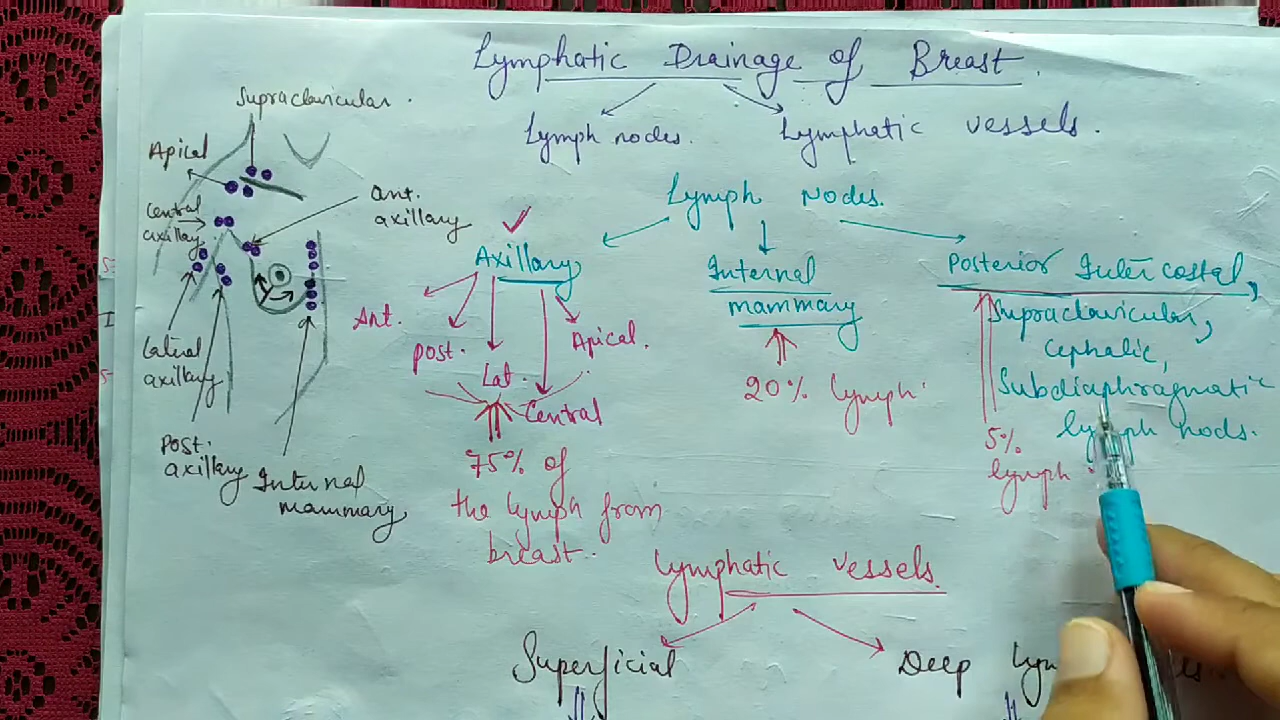 Lymphatic Drainage of Breast.
Lymph nodes.
Lymphatic vessels.
Supraclavicular.
Apical
Central
axillary
ant.
axillary
Lateral
axillary
Post.
axillary
Internal
mammary
Lymph Nodes.
Axillary
Ant.
Post.
Lat.
Central
Apical.
75% of
the lymph from
breast.
Internal
mammary
20% lymph
Posterior Intercostal,
Supraclavicular,
cephalic,
Subdiaphragmatic
lymph nods.
5%
lymph
Lymphatic vessels.
Superficial
Deep